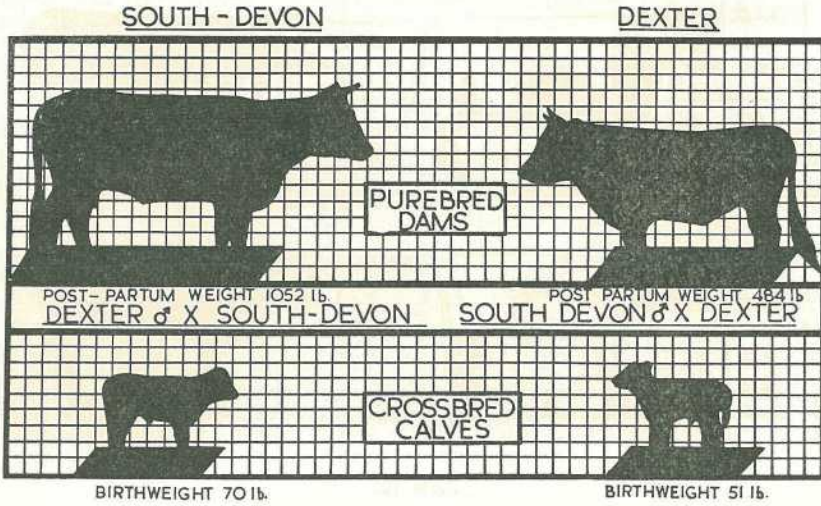 SOUTH-DEVON DEXTER
PUREBRED
DAMS
POST-PARTUM WEIGHT 1052 lb. POST PARTUM WEIGHT 484 lb
DEXTER ♂ X SOUTH-DEVON SOUTH DEVON ♂ X DEXTER
CROSSBRED
CALVES
BIRTHWEIGHT 70 lb. BIRTHWEIGHT 51 lb.